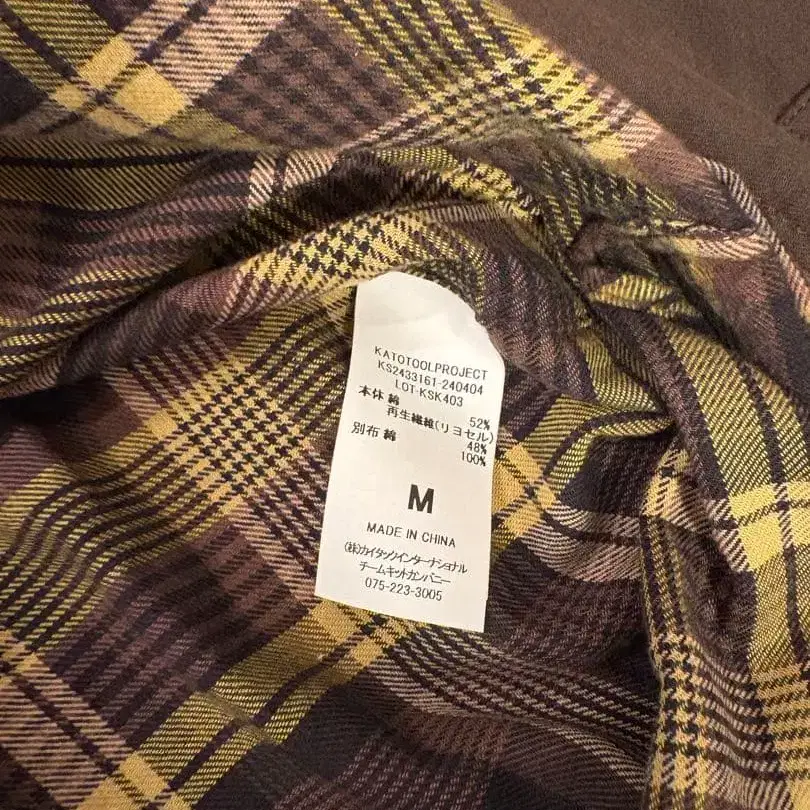 KATOTOOLPROJECT
KS2433161-240404
LOT-KSK403
本体 綿 52%
再生繊維(リヨセル) 48%
別布 綿 100%
M
MADE IN CHINA
(株)カイタックインターナショナル
チームキットカンパニー
075-223-3005